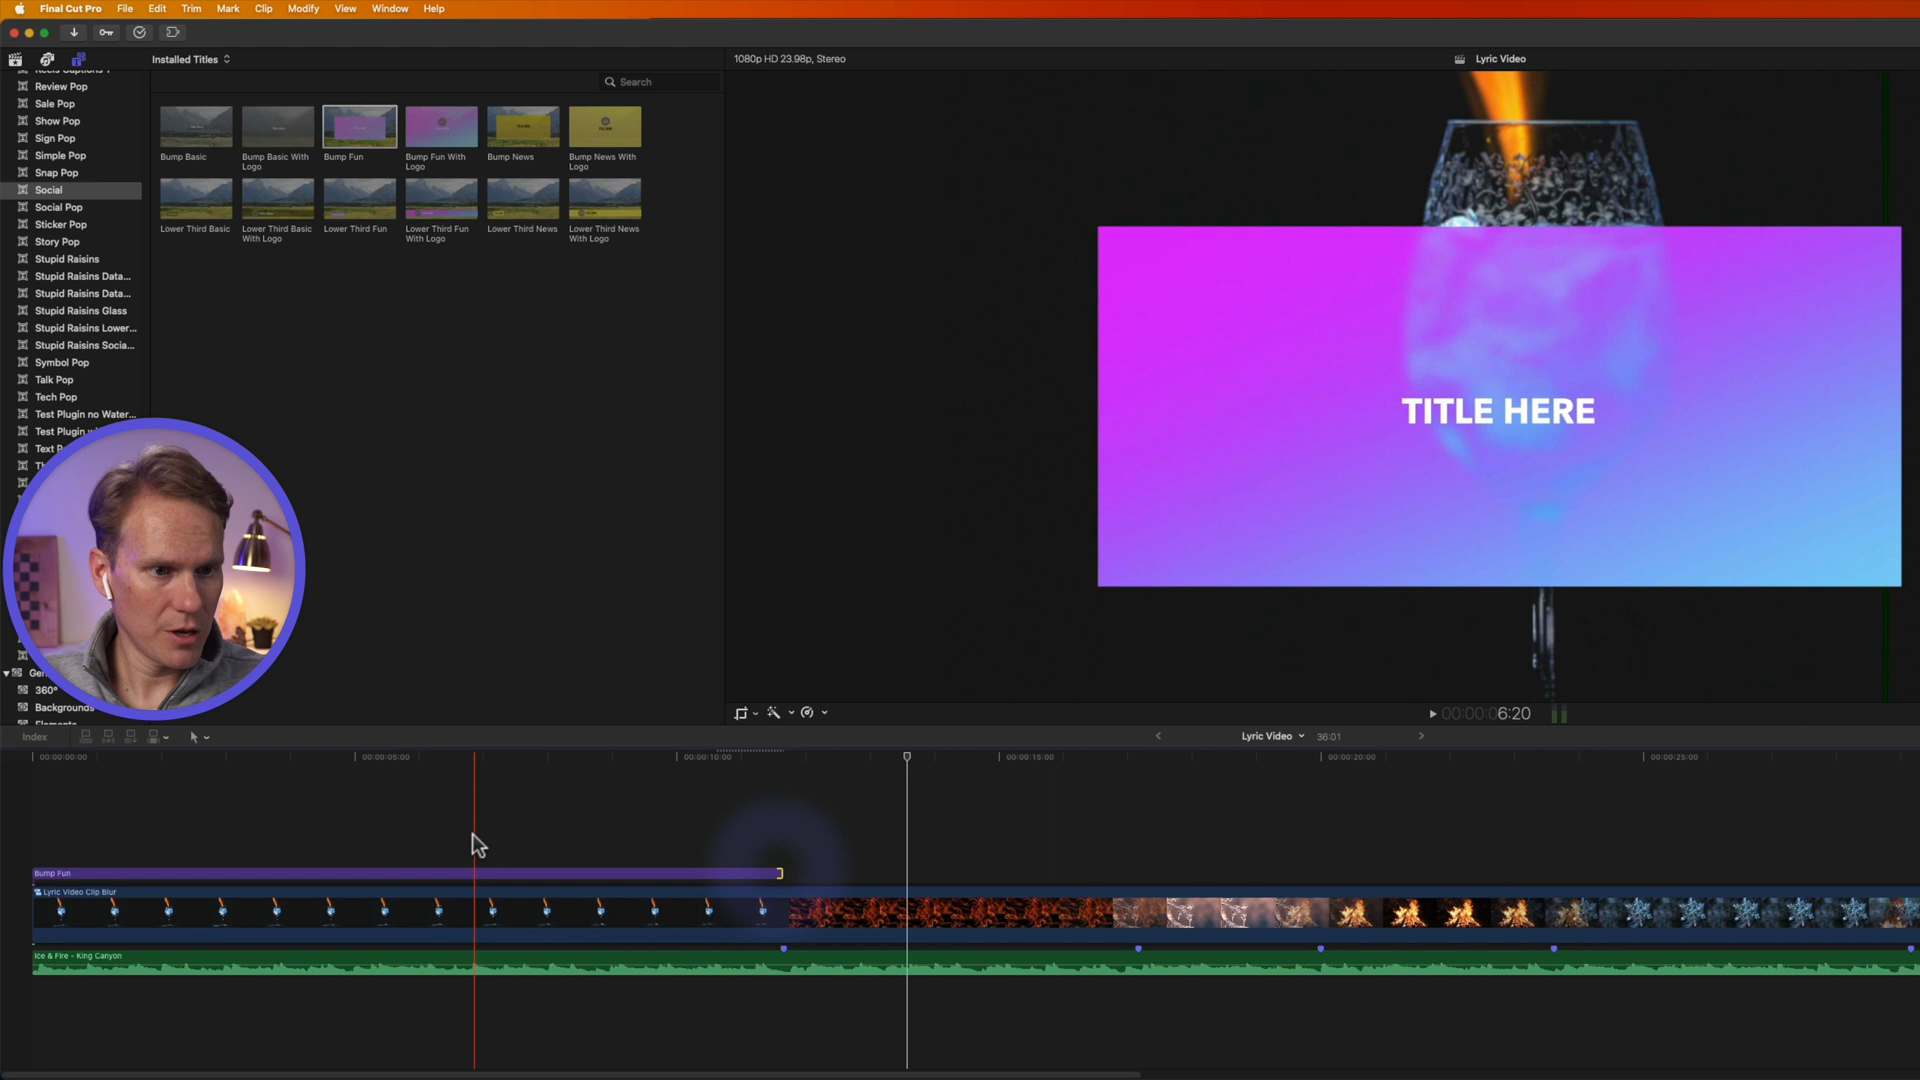 Final Cut Pro File Edit Trim Mark Clip Modify View Window Help
Installed Titles
1080p HD 23.98p, Stereo
Lyric Video
Search
Reels Captions 1
Review Pop
Sale Pop
Show Pop
Sign Pop
Simple Pop
Snap Pop
Social
Social Pop
Sticker Pop
Story Pop
Stupid Raisins
Stupid Raisins Data...
Stupid Raisins Data...
Stupid Raisins Glass
Stupid Raisins Lower...
Stupid Raisins Socia...
Symbol Pop
Talk Pop
Tech Pop
Test Plugin no Water...
Test Plugin
Text
360°
Backgrounds
Elements
Bump Basic
Bump Basic With
Logo
Bump Fun
Bump Fun With
Logo
Bump News
Bump News With
Logo
Lower Third Basic
Lower Third Basic
With Logo
Lower Third Fun
Lower Third Fun
With Logo
Lower Third News
Lower Third News
With Logo
TITLE HERE
00:00:06:20
Index
Lyric Video 36:01
00:00:00:00 00:00:05:00 00:00:10:00 00:00:15:00 00:00:20:00 00:00:25:00
Bump Fun
Lyric Video Clip Blur
Ice & Fire - King Canyon